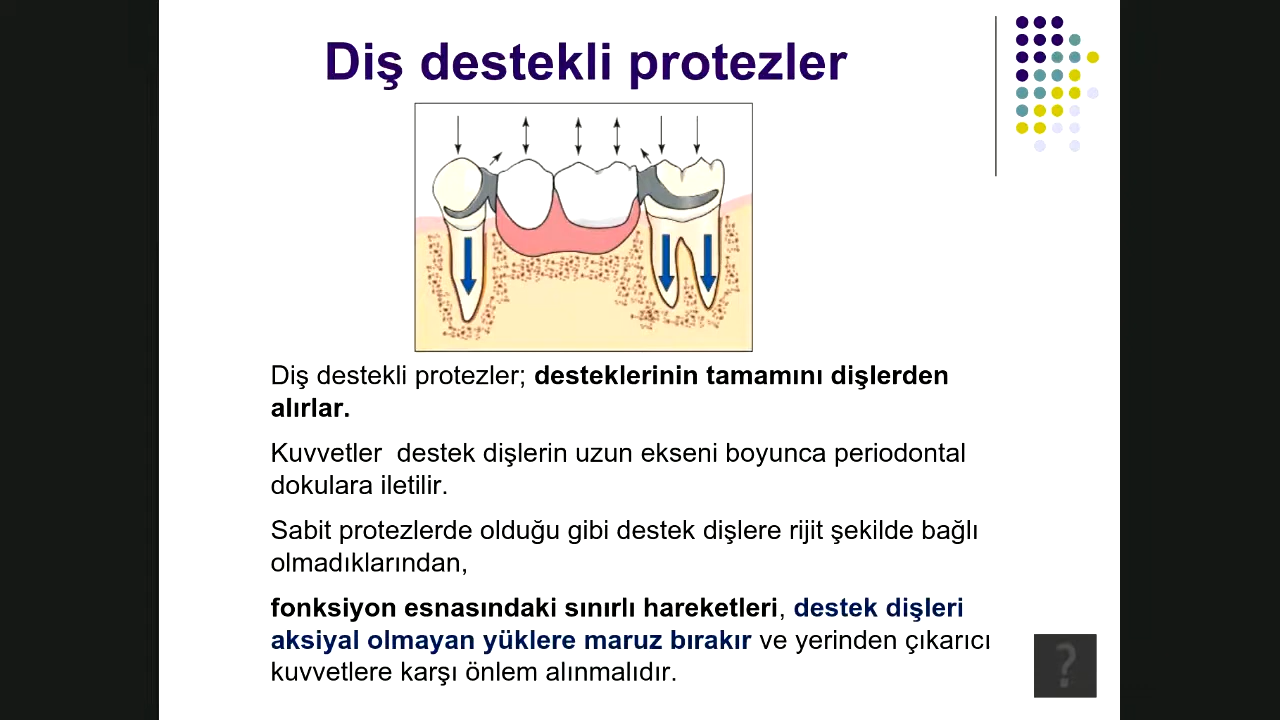 Diş destekli protezler
Diş destekli protezler; desteklerinin tamamını dişlerden
alırlar.
Kuvvetler destek dişlerin uzun ekseni boyunca periodontal
dokulara iletilir.
Sabit protezlerde olduğu gibi destek dişlere rijit şekilde bağlı
olmadıklarından,
fonksiyon esnasındaki sınırlı hareketleri, destek dişleri
aksiyal olmayan yüklere maruz bırakır ve yerinden çıkarıcı
kuvvetlere karşı önlem alınmalıdır.
?